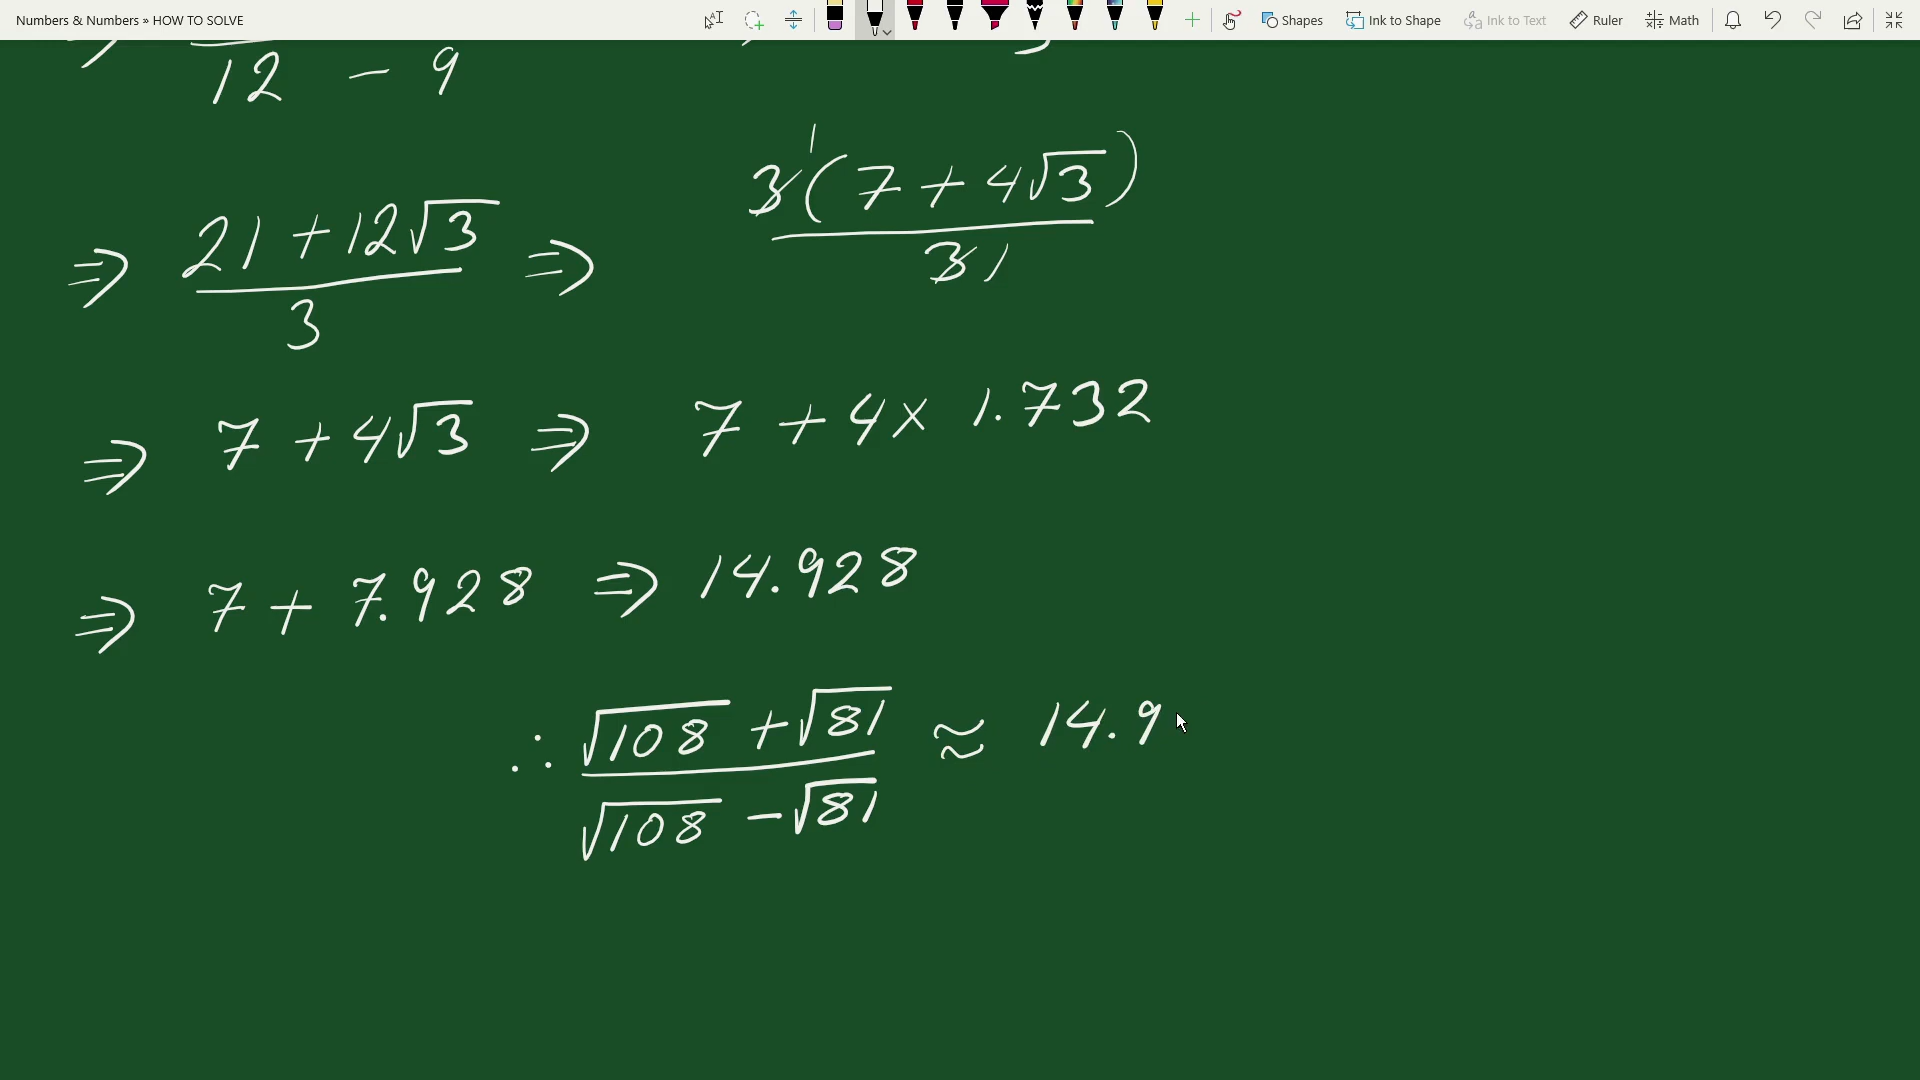 Numbers & Numbers » HOW TO SOLVE
Shapes Ink to Shape Ink to Text Ruler Math
12 - 9
⇒ (21 + 12√3)/3 ⇒ 3(7 + 4√3)/3 1 1
⇒ 7 + 4√3 ⇒ 7 + 4 × 1.732
⇒ 7 + 7.928 ⇒ 14.928
∴ (√108 + √81)/(√108 - √81) ≈ 14.9